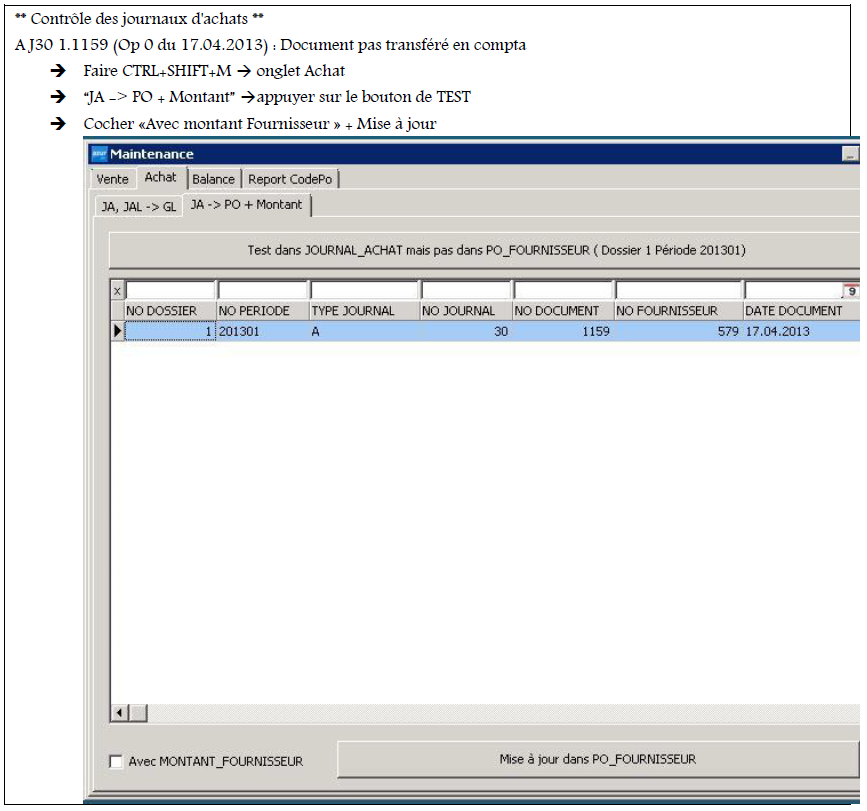 ** Contrôle des journaux d'achats **
A J30 1.1159 (Op 0 du 17.04.2013) : Document pas transféré en compta
➔ Faire CTRL+SHIFT+M → onglet Achat
➔ “JA –> PO + Montant” →appuyer sur le bouton de TEST
➔ Cocher «Avec montant Fournisseur » + Mise à jour
Maintenance
Vente Achat Balance Report CodePo
JA, JAL -> GL JA -> PO + Montant
Test dans JOURNAL_ACHAT mais pas dans PO_FOURNISSEUR ( Dossier 1 Période 201301)
x 9
NO DOSSIER NO PERIODE TYPE JOURNAL NO JOURNAL NO DOCUMENT NO FOURNISSEUR DATE DOCUMENT
1 201301 A 30 1159 579 17.04.2013
Avec MONTANT_FOURNISSEUR Mise à jour dans PO_FOURNISSEUR